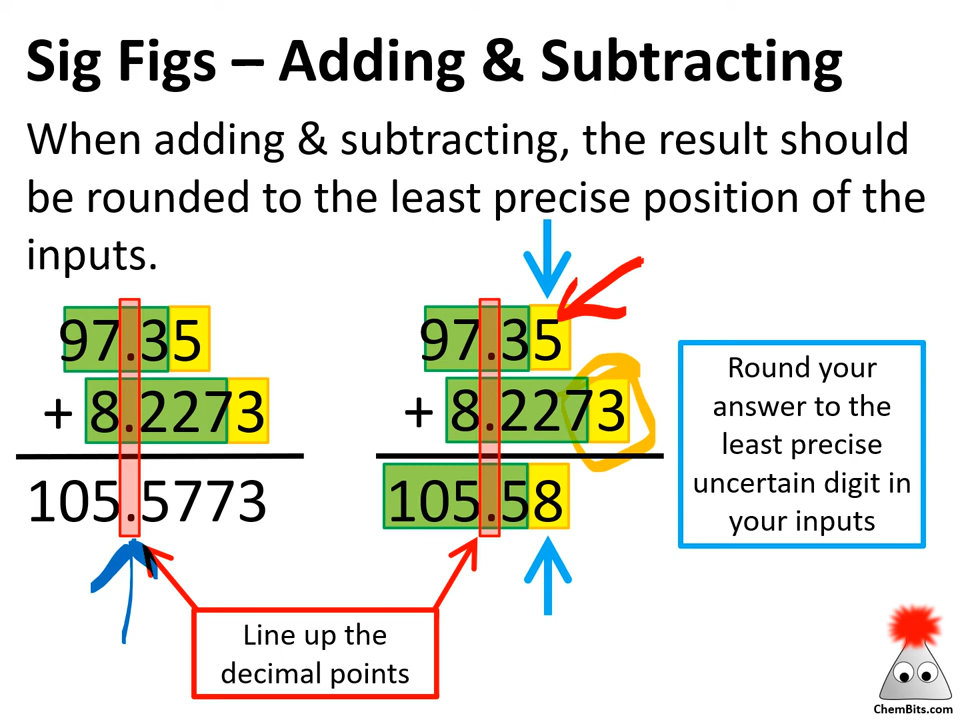 Sig Figs – Adding & Subtracting
When adding & subtracting, the result should
be rounded to the least precise position of the
inputs.
97.35
+ 8.2273
105.5773
97.35
+ 8.2273
105.58
Round your
answer to the
least precise
uncertain digit in
your inputs
Line up the
decimal points
ChemBits.com